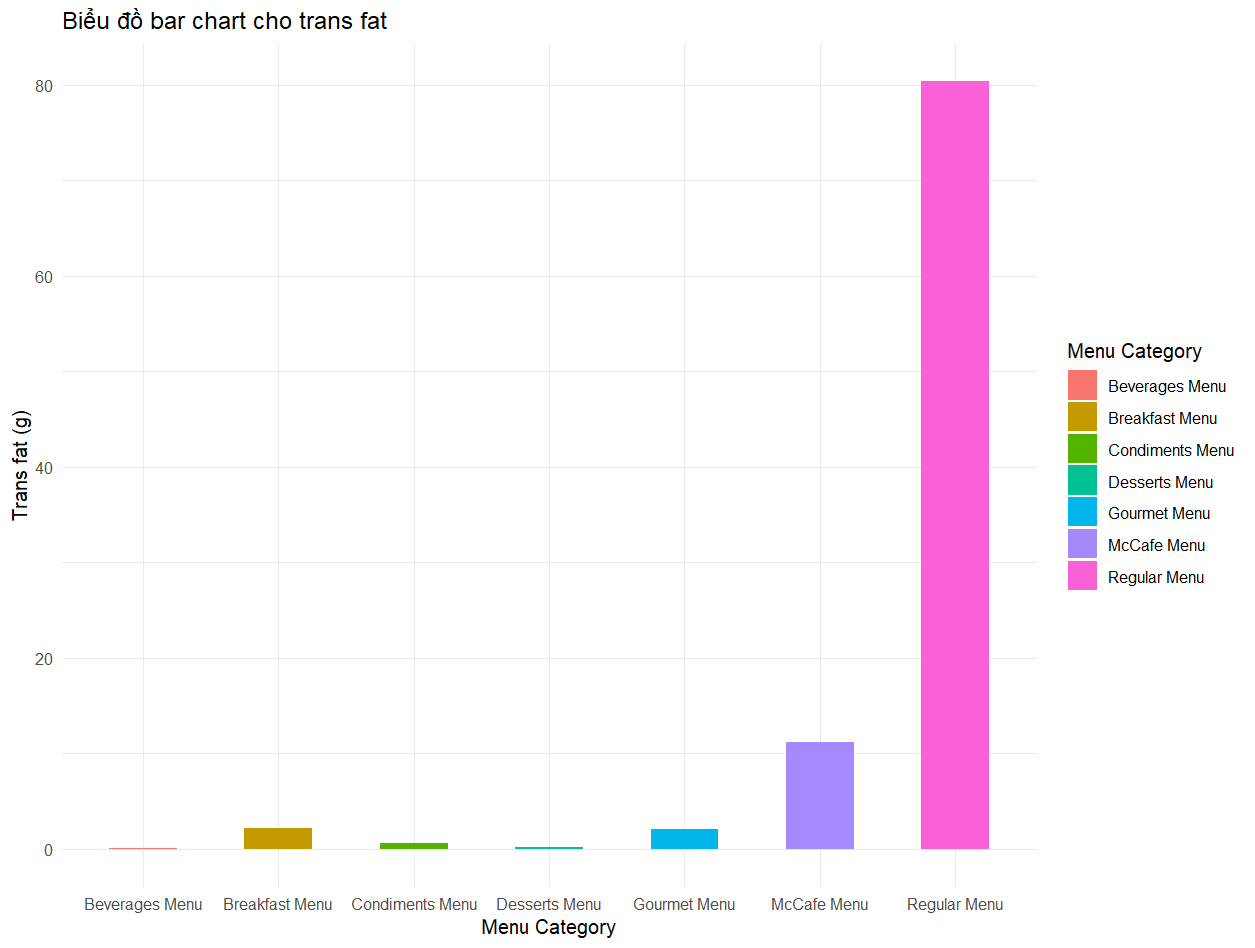 Biểu đồ bar chart cho trans fat
80
60
40
20
0
Trans fat (g)
Beverages Menu Breakfast Menu Condiments Menu Desserts Menu Gourmet Menu McCafe Menu Regular Menu
Menu Category
Menu Category
Beverages Menu
Breakfast Menu
Condiments Menu
Desserts Menu
Gourmet Menu
McCafe Menu
Regular Menu